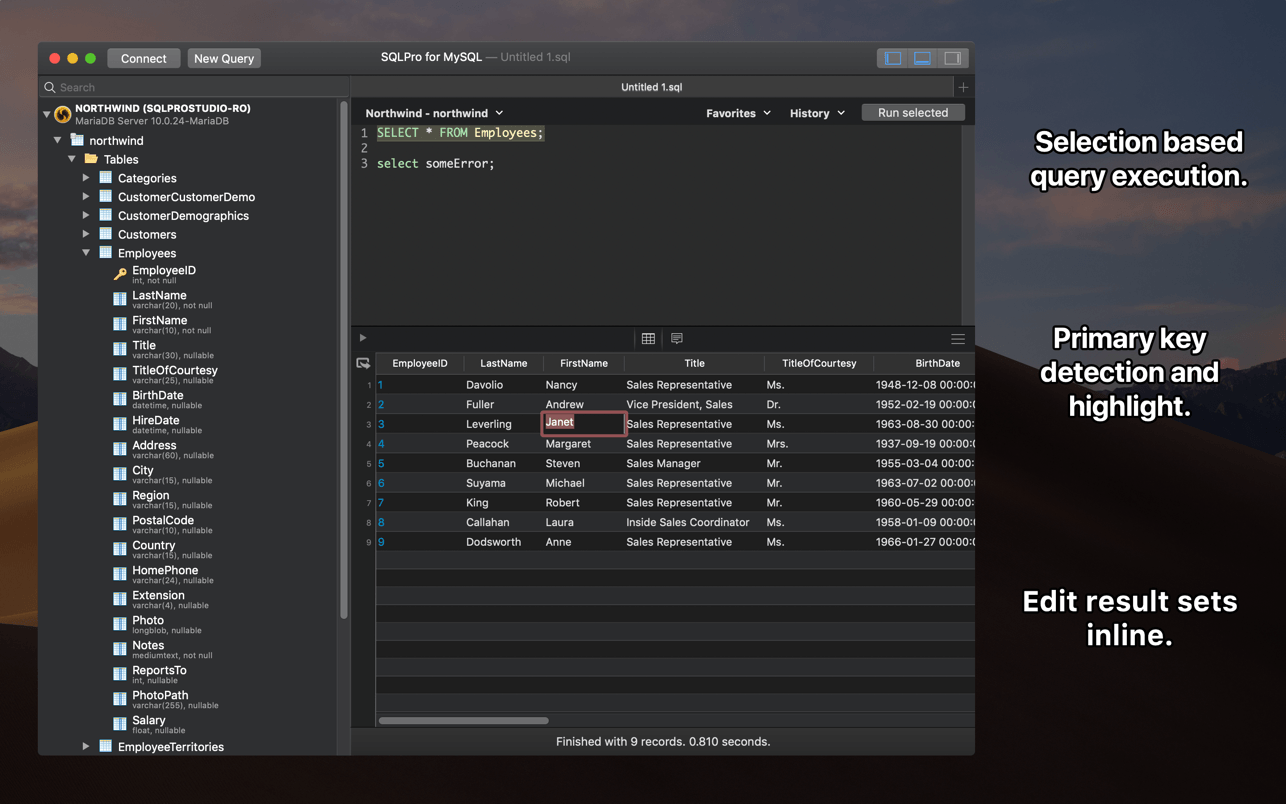 Connect
New Query
SQLPro for MySQL — Untitled 1.sql
Search
Untitled 1.sql
NORTHWIND (SQLPROSTUDIO-RO)
MariaDB Server 10.0.24-MariaDB
northwind
Tables
Categories
CustomerCustomerDemo
CustomerDemographics
Customers
Employees
EmployeeID
int, not null
LastName
varchar(20), not null
FirstName
varchar(10), not null
Title
varchar(30), nullable
TitleOfCourtesy
varchar(25), nullable
BirthDate
datetime, nullable
HireDate
datetime, nullable
Address
varchar(60), nullable
City
varchar(15), nullable
Region
varchar(15), nullable
PostalCode
varchar(10), nullable
Country
varchar(15), nullable
HomePhone
varchar(24), nullable
Extension
varchar(4), nullable
Photo
longblob, nullable
Notes
mediumtext, not null
ReportsTo
int, nullable
PhotoPath
varchar(255), nullable
Salary
float, nullable
EmployeeTerritories
Northwind - northwind
Favorites
History
Run selected
1 SELECT * FROM Employees;
2
3 select someError;
EmployeeID LastName FirstName Title TitleOfCourtesy BirthDate
1 1 Davolio Nancy Sales Representative Ms. 1948-12-08 00:00:
2 2 Fuller Andrew Vice President, Sales Dr. 1952-02-19 00:00:
3 3 Leverling Janet Sales Representative Ms. 1963-08-30 00:00:
4 4 Peacock Margaret Sales Representative Mrs. 1937-09-19 00:00:
5 5 Buchanan Steven Sales Manager Mr. 1955-03-04 00:00:
6 6 Suyama Michael Sales Representative Mr. 1963-07-02 00:00:
7 7 King Robert Sales Representative Mr. 1960-05-29 00:00:
8 8 Callahan Laura Inside Sales Coordinator Ms. 1958-01-09 00:00:
9 9 Dodsworth Anne Sales Representative Ms. 1966-01-27 00:00:
Finished with 9 records. 0.810 seconds.
Selection based
query execution.
Primary key
detection and
highlight.
Edit result sets
inline.